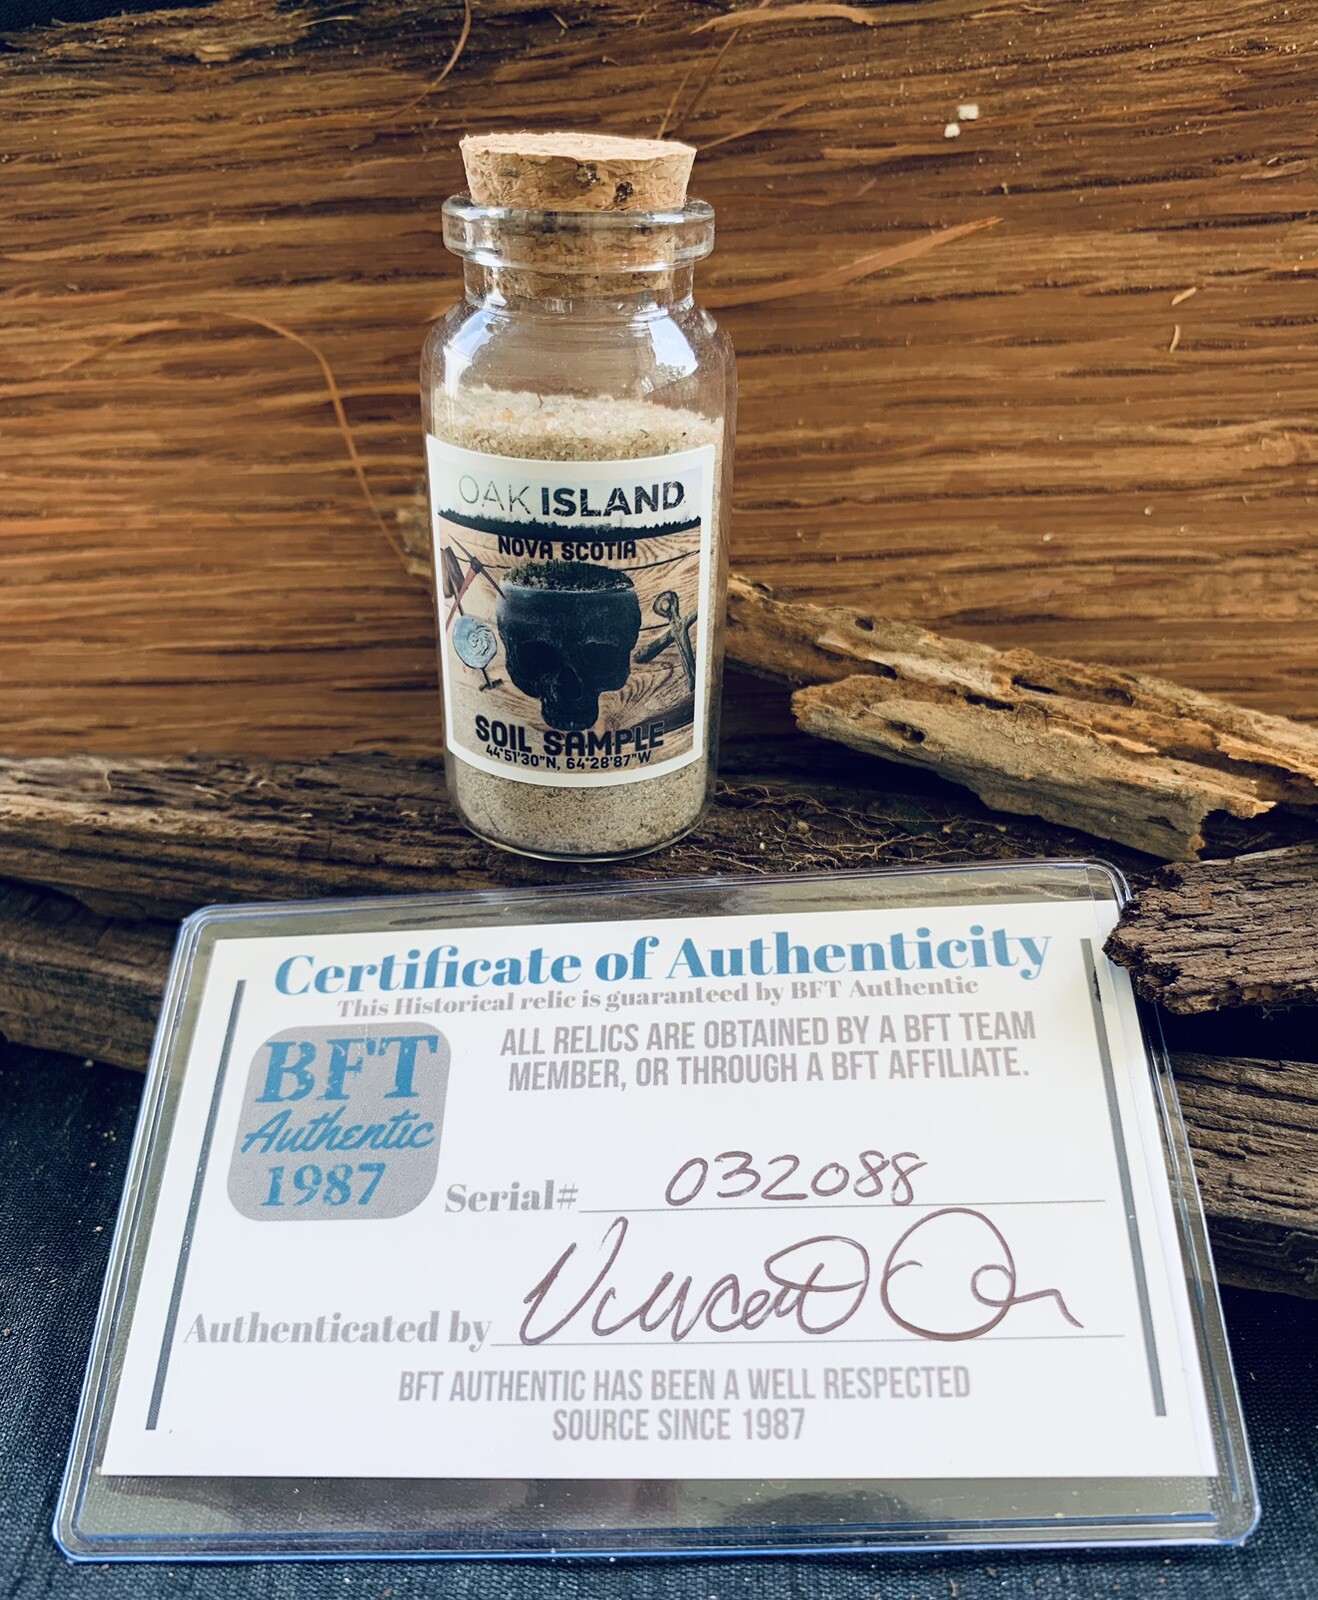 OAK ISLAND
NOVA SCOTIA
SOIL SAMPLE
44°51'30"N, 64°28'87"W
Certificate of Authenticity
This Historical relic is guaranteed by BFT Authentic
BFT
Authentic
1987
ALL RELICS ARE OBTAINED BY A BFT TEAM
MEMBER, OR THROUGH A BFT AFFILIATE.
Serial# 032088
Authenticated by Vincent
BFT AUTHENTIC HAS BEEN A WELL RESPECTED
SOURCE SINCE 1987